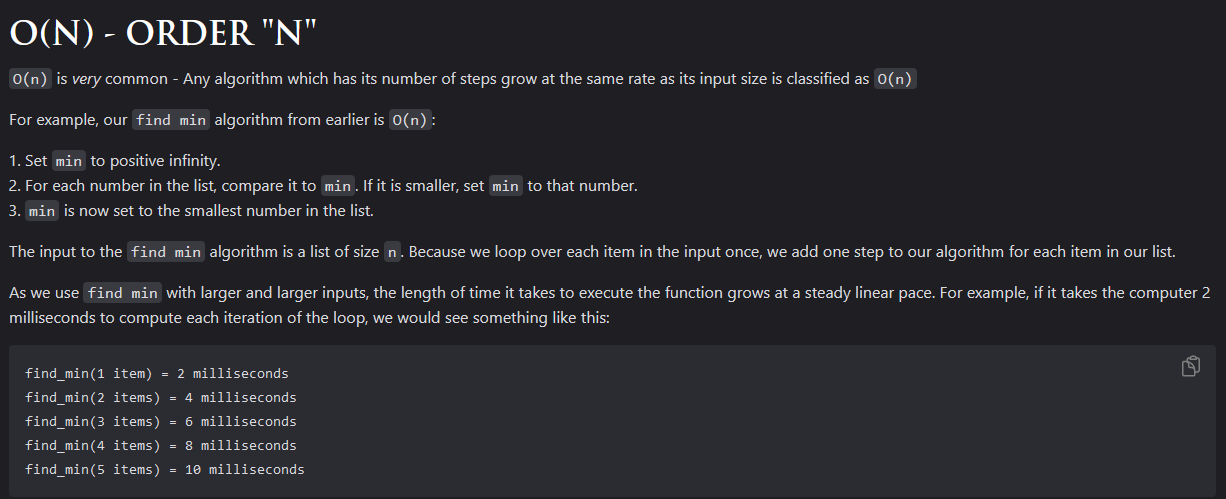 O(N) - ORDER "N"
O(n) is very common - Any algorithm which has its number of steps grow at the same rate as its input size is classified as O(n)
For example, our find min algorithm from earlier is O(n):
1. Set min to positive infinity.
2. For each number in the list, compare it to min. If it is smaller, set min to that number.
3. min is now set to the smallest number in the list.
The input to the find min algorithm is a list of size n. Because we loop over each item in the input once, we add one step to our algorithm for each item in our list.
As we use find min with larger and larger inputs, the length of time it takes to execute the function grows at a steady linear pace. For example, if it takes the computer 2
milliseconds to compute each iteration of the loop, we would see something like this:
find_min(1 item) = 2 milliseconds
find_min(2 items) = 4 milliseconds
find_min(3 items) = 6 milliseconds
find_min(4 items) = 8 milliseconds
find_min(5 items) = 10 milliseconds